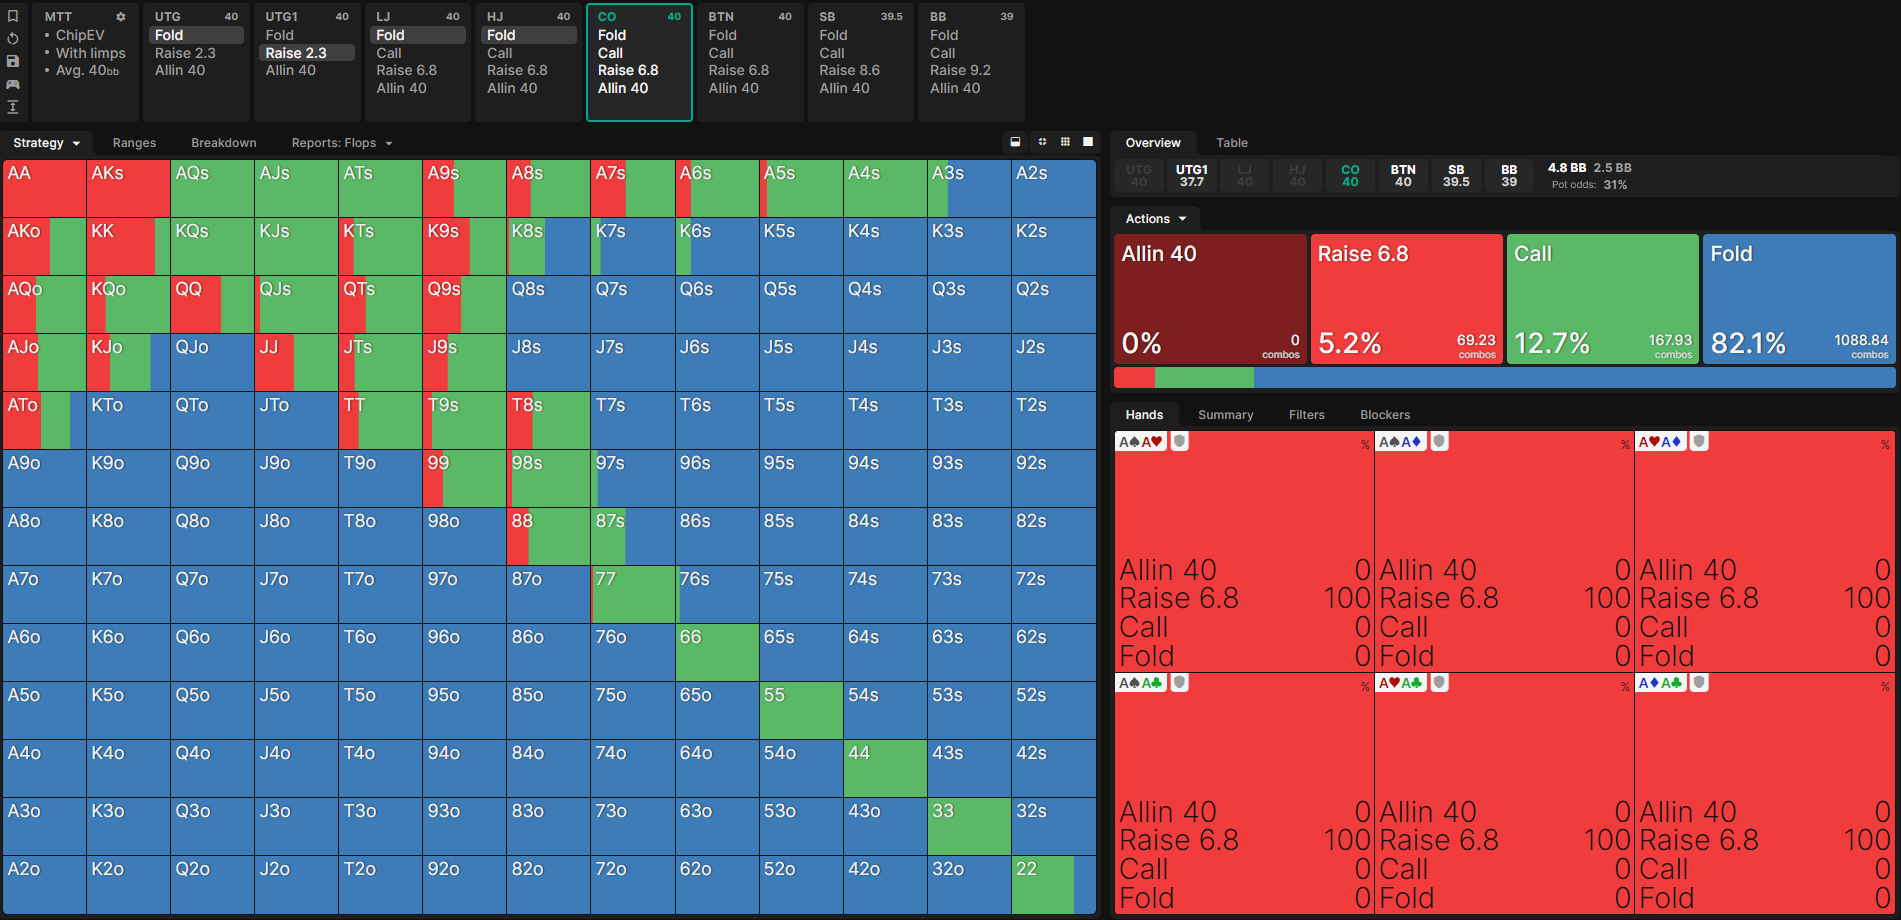 MTT
• ChipEV
• With limps
• Avg. 40bb
UTG 40
Fold
Raise 2.3
Allin 40
UTG1 40
Fold
Raise 2.3
Allin 40
LJ 40
Fold
Call
Raise 6.8
Allin 40
HJ 40
Fold
Call
Raise 6.8
Allin 40
CO 40
Fold
Call
Raise 6.8
Allin 40
BTN 40
Fold
Call
Raise 6.8
Allin 40
SB 39.5
Fold
Call
Raise 8.6
Allin 40
BB 39
Fold
Call
Raise 9.2
Allin 40
Strategy Ranges Breakdown Reports: Flops
AA AKs AQs AJs ATs A9s A8s A7s A6s A5s A4s A3s A2s
AKo KK KQs KJs KTs K9s K8s K7s K6s K5s K4s K3s K2s
AQo KQo QQ QJs QTs Q9s Q8s Q7s Q6s Q5s Q4s Q3s Q2s
AJo KJo QJo JJ JTs J9s J8s J7s J6s J5s J4s J3s J2s
ATo KTo QTo JTo TT T9s T8s T7s T6s T5s T4s T3s T2s
A9o K9o Q9o J9o T9o 99 98s 97s 96s 95s 94s 93s 92s
A8o K8o Q8o J8o T8o 98o 88 87s 86s 85s 84s 83s 82s
A7o K7o Q7o J7o T7o 97o 87o 77 76s 75s 74s 73s 72s
A6o K6o Q6o J6o T6o 96o 86o 76o 66 65s 64s 63s 62s
A5o K5o Q5o J5o T5o 95o 85o 75o 65o 55 54s 53s 52s
A4o K4o Q4o J4o T4o 94o 84o 74o 64o 54o 44 43s 42s
A3o K3o Q3o J3o T3o 93o 83o 73o 63o 53o 43o 33 32s
A2o K2o Q2o J2o T2o 92o 82o 72o 62o 52o 42o 32o 22
Overview Table
UTG UTG1 LJ HJ CO BTN SB BB 4.8 BB 2.5 BB
40 37.7 40 40 40 40 39.5 39 Pot odds: 31%
Actions
Allin 40 Raise 6.8 Call Fold
0% 0 combos 5.2% 69.23 combos 12.7% 167.93 combos 82.1% 1088.84 combos
Hands Summary Filters Blockers
A♠A♥ % A♠A♦ % A♥A♦ %
Allin 40 0 Allin 40 0 Allin 40 0
Raise 6.8 100 Raise 6.8 100 Raise 6.8 100
Call 0 Call 0 Call 0
Fold 0 Fold 0 Fold 0
A♠A♣ % A♥A♣ % A♦A♣ %
Allin 40 0 Allin 40 0 Allin 40 0
Raise 6.8 100 Raise 6.8 100 Raise 6.8 100
Call 0 Call 0 Call 0
Fold 0 Fold 0 Fold 0